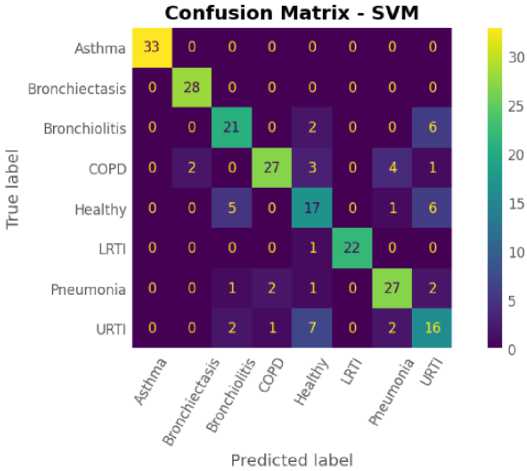 Confusion Matrix - SVM
True label
Asthma 33 0 0 0 0 0 0 0
Bronchiectasis 0 28 0 0 0 0 0 0
Bronchiolitis 0 0 21 0 2 0 0 6
COPD 0 2 0 27 3 0 4 1
Healthy 0 0 5 0 17 0 1 6
LRTI 0 0 0 0 1 22 0 0
Pneumonia 0 0 1 2 1 0 27 2
URTI 0 0 2 1 7 0 2 16
Asthma Bronchiectasis Bronchiolitis COPD Healthy LRTI Pneumonia URTI
Predicted label
30
25
20
15
10
5
0